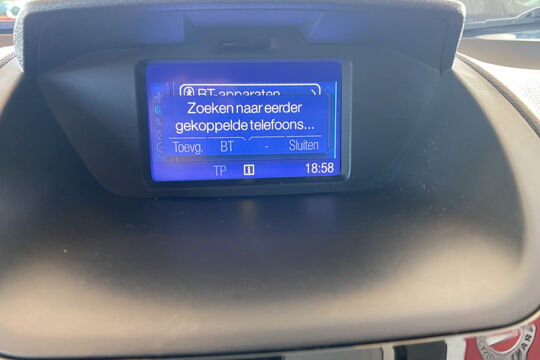 BT-apparaten
Zoeken naar eerder
gekoppelde telefoons...
Toevg. BT - Sluiten
TP i 18:58